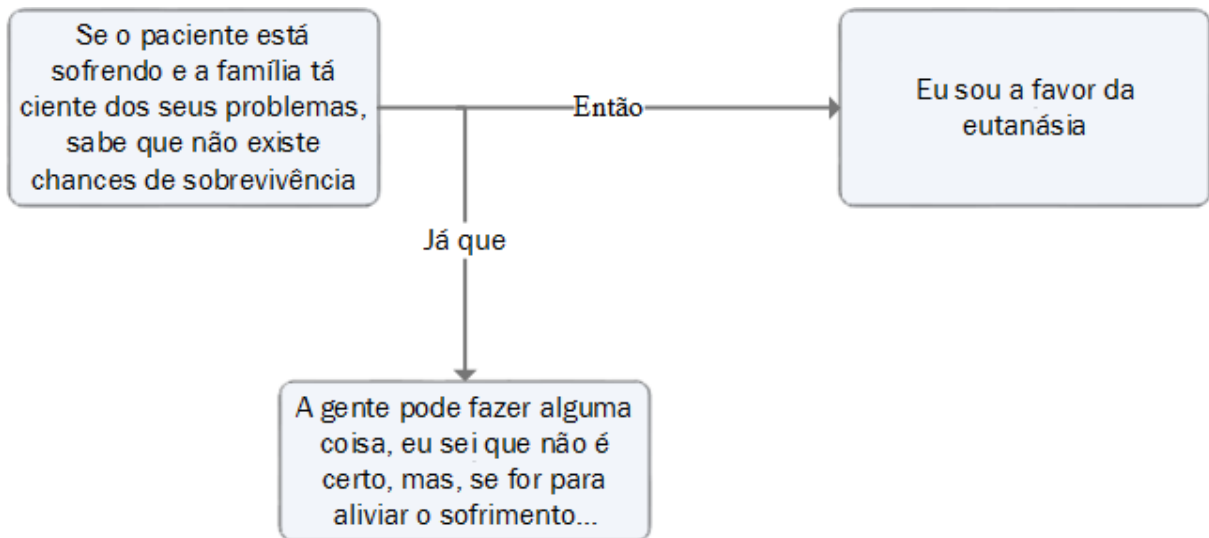 Se o paciente está
sofrendo e a família tá
ciente dos seus problemas,
sabe que não existe
chances de sobrevivência
Então
Eu sou a favor da
eutanásia
Já que
A gente pode fazer alguma
coisa, eu sei que não é
certo, mas, se for para
aliviar o sofrimento...